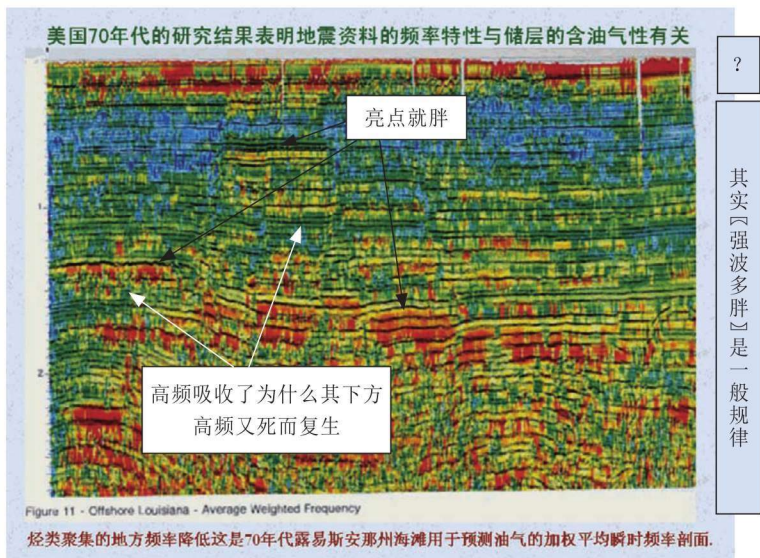 美国70年代的研究结果表明地震资料的频率特性与储层的含油气性有关
?
亮点就胖
其实〖强波多胖〗是一般规律
1
高频吸收了为什么其下方
高频又死而复生
2
Figure 11 - Offshore Louisiana - Average Weighted Frequency
烃类聚集的地方频率降低这是70年代露易斯安那州海滩用于预测油气的加权平均瞬时频率剖面.